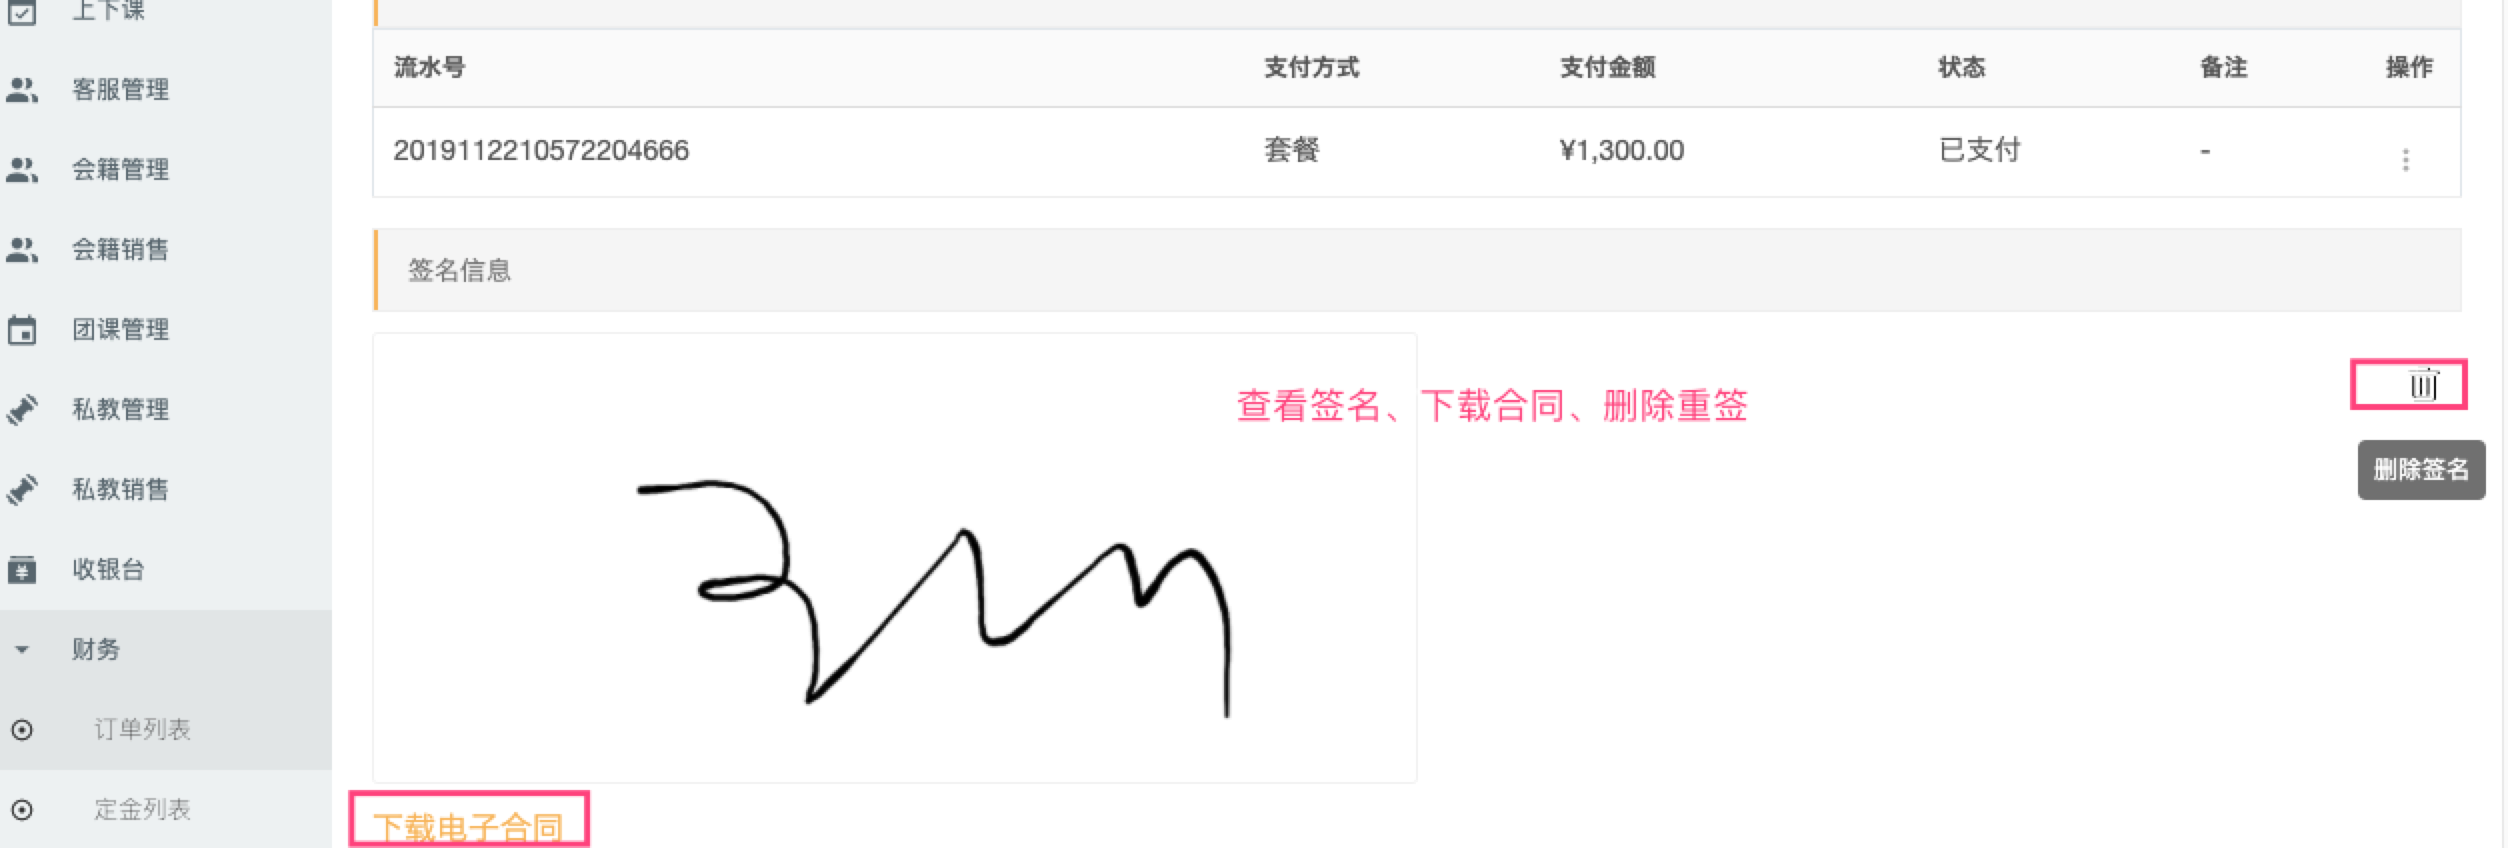 上下课
客服管理
会籍管理
会籍销售
团课管理
私教管理
私教销售
收银台
财务
订单列表
定金列表
流水号 支付方式 支付金额 状态 备注 操作
2019112210572204666 套餐 ¥1,300.00 已支付 -
签名信息
查看签名、下载合同、删除重签
删除签名
下载电子合同